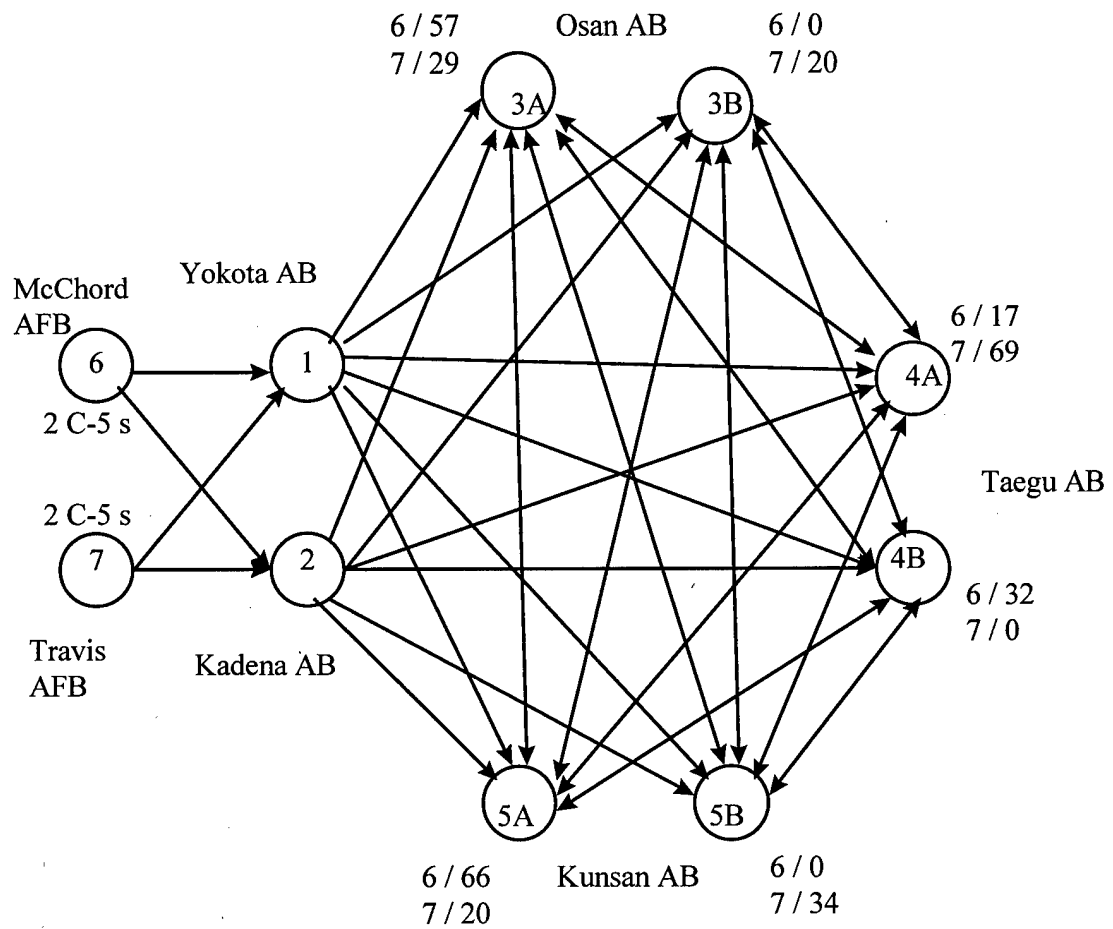 6 / 57
7 / 29
Osan AB
6 / 0
7 / 20
3A
3B
Yokota AB
McChord
AFB
6
1
2 C-5 s
6 / 17
7 / 69
4A
Taegu AB
2 C-5 s
7
2
4B
6 / 32
7 / 0
Travis
AFB
Kadena AB
5A
5B
6 / 66
7 / 20
Kunsan AB
6 / 0
7 / 34